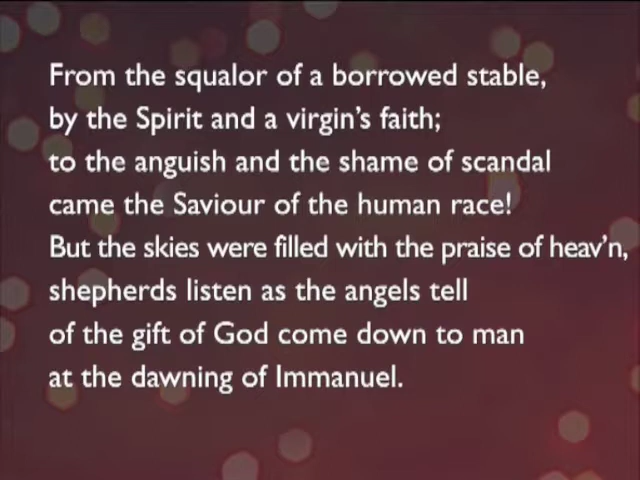 From the squalor of a borrowed stable,
by the Spirit and a virgin's faith;
to the anguish and the shame of scandal
came the Saviour of the human race!
But the skies were filled with the praise of heav'n,
shepherds listen as the angels tell
of the gift of God come down to man
at the dawning of Immanuel.